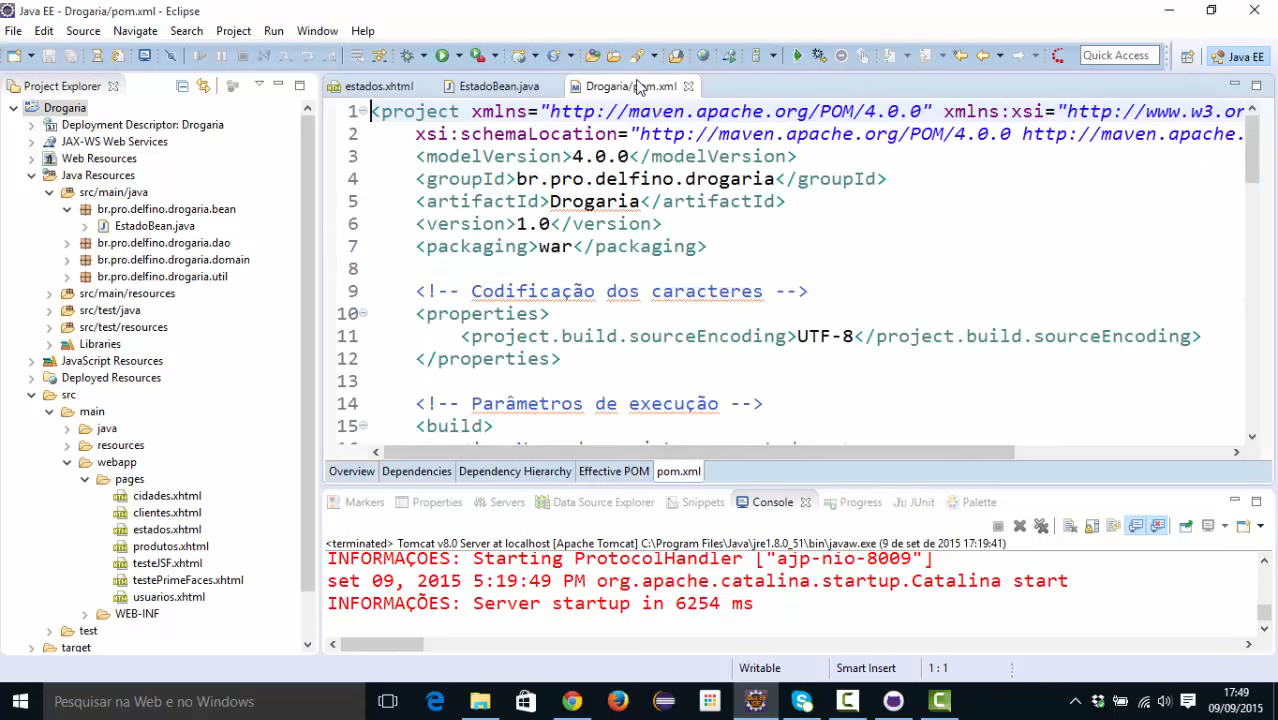 Java EE - Drogaria/pom.xml - Eclipse
File Edit Source Navigate Search Project Run Window Help
Quick Access
Java EE
Project Explorer
Drogaria
Deployment Descriptor: Drogaria
JAX-WS Web Services
Web Resources
Java Resources
src/main/java
br.pro.delfino.drogaria.bean
EstadoBean.java
br.pro.delfino.drogaria.dao
br.pro.delfino.drogaria.domain
br.pro.delfino.drogaria.util
src/main/resources
src/test/java
src/test/resources
Libraries
JavaScript Resources
Deployed Resources
src
main
java
resources
webapp
pages
cidades.xhtml
clientes.xhtml
estados.xhtml
produtos.xhtml
testeJSF.xhtml
testePrimeFaces.xhtml
usuarios.xhtml
WEB-INF
test
target
estados.xhtml EstadoBean.java Drogaria/pom.xml
1 <project xmlns="http://maven.apache.org/POM/4.0.0" xmlns:xsi="http://www.w3.or
2 xsi:schemaLocation="http://maven.apache.org/POM/4.0.0 http://maven.apache.
3 <modelVersion>4.0.0</modelVersion>
4 <groupId>br.pro.delfino.drogaria</groupId>
5 <artifactId>Drogaria</artifactId>
6 <version>1.0</version>
7 <packaging>war</packaging>
8
9 <!-- Codificação dos caracteres -->
10 <properties>
11 <project.build.sourceEncoding>UTF-8</project.build.sourceEncoding>
12 </properties>
13
14 <!-- Parâmetros de execução -->
15 <build>
Overview Dependencies Dependency Hierarchy Effective POM pom.xml
Markers Properties Servers Data Source Explorer Snippets Console Progress JUnit Palette
<terminated> Tomcat v8.0 Server at localhost [Apache Tomcat] C:\Program Files\Java\jre1.8.0_51\bin\javaw.exe (9 de set de 2015 17:19:41)
INFORMAÇÕES: Starting ProtocolHandler ["ajp-nio-8009"]
set 09, 2015 5:19:49 PM org.apache.catalina.startup.Catalina start
INFORMAÇÕES: Server startup in 6254 ms
Writable Smart Insert 1 : 1
Pesquisar na Web e no Windows
17:49
09/09/2015